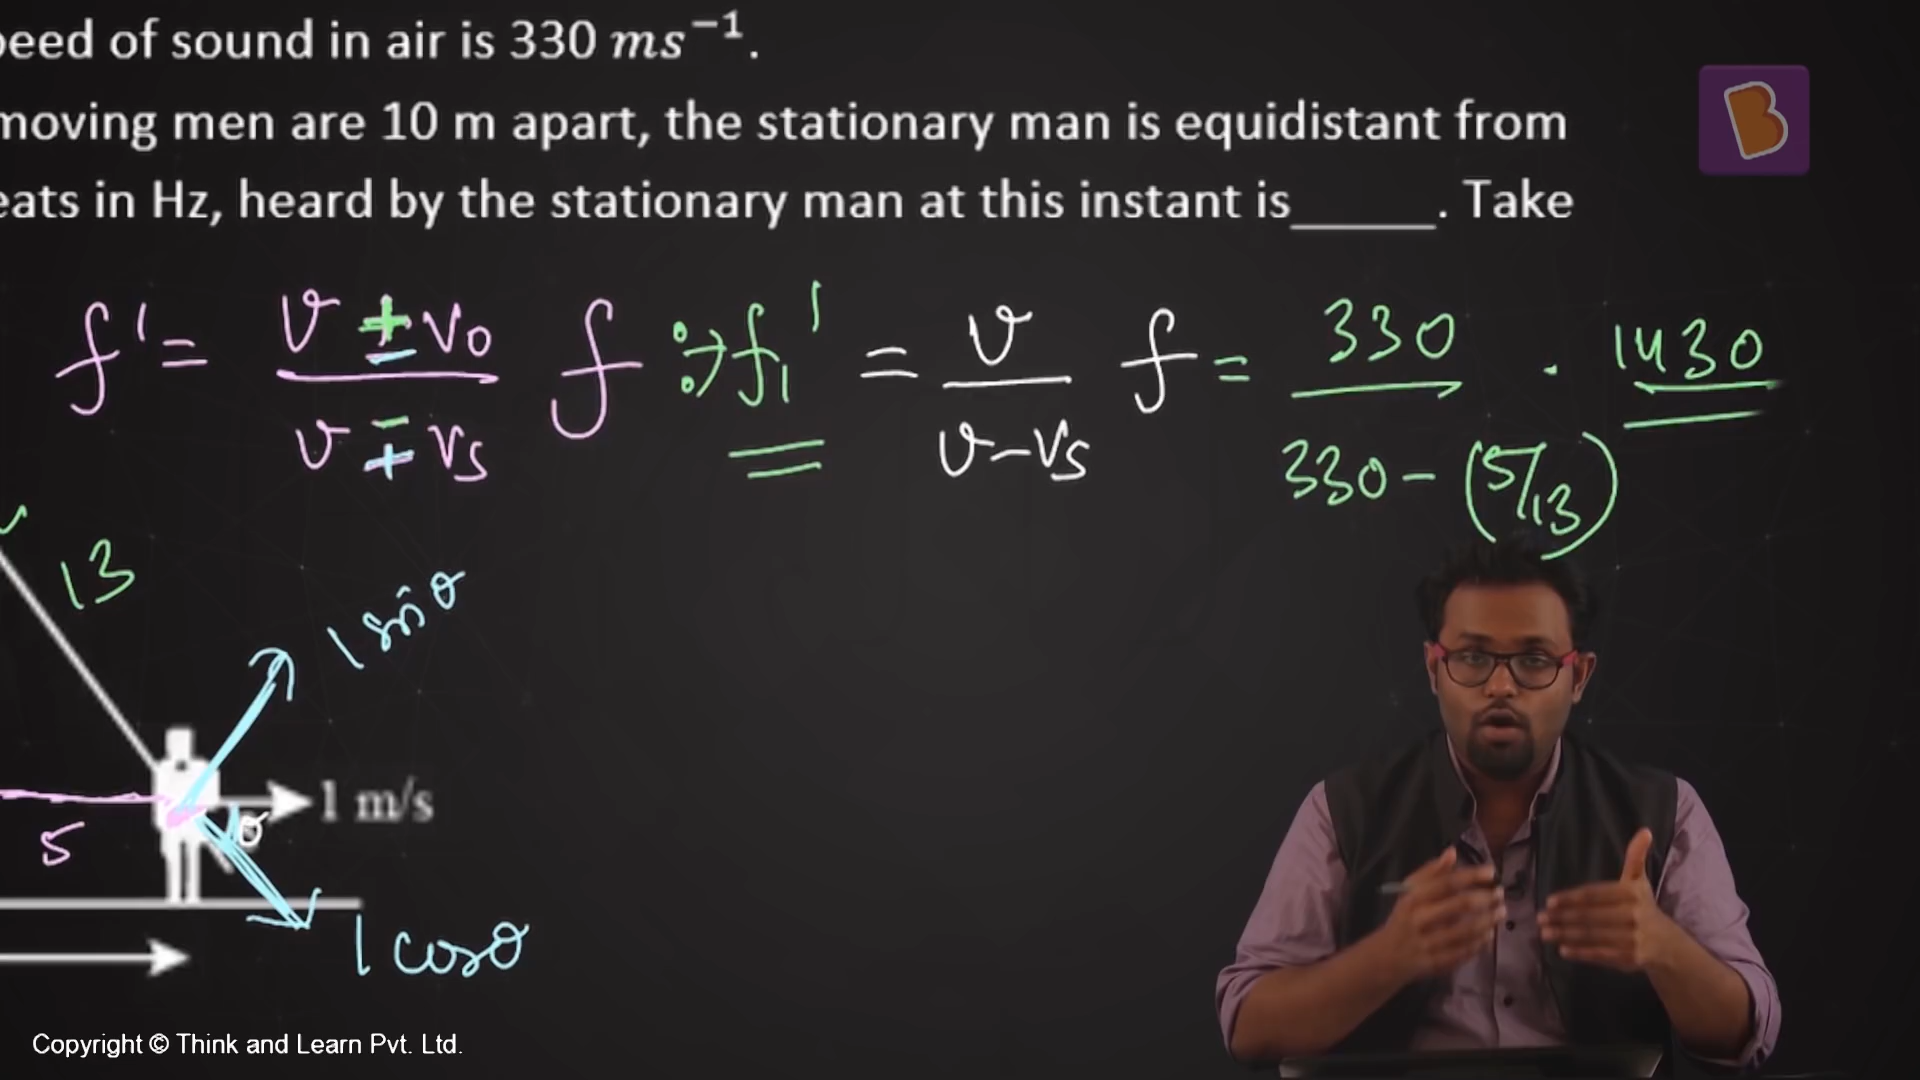 peed of sound in air is 330 ms⁻¹.
moving men are 10 m apart, the stationary man is equidistant from
eats in Hz, heard by the stationary man at this instant is______. Take
f' = (v ± v₀)/(v ∓ vₛ) f ∴ f₁' = v/(v-vₛ) f = 330/(330-(5/13)) · 1430
13
1 sin θ
1 m/s
θ
5
1 cos θ
B
Copyright © Think and Learn Pvt. Ltd.